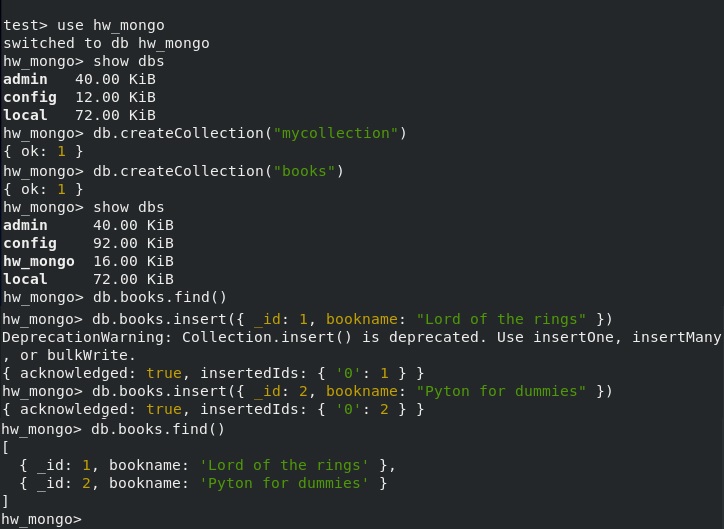 test> use hw_mongo
switched to db hw_mongo
hw_mongo> show dbs
admin   40.00 KiB
config  12.00 KiB
local   72.00 KiB
hw_mongo> db.createCollection("mycollection")
{ ok: 1 }
hw_mongo> db.createCollection("books")
{ ok: 1 }
hw_mongo> show dbs
admin     40.00 KiB
config    92.00 KiB
hw_mongo  16.00 KiB
local     72.00 KiB
hw_mongo> db.books.find()
hw_mongo> db.books.insert({ _id: 1, bookname: "Lord of the rings" })
DeprecationWarning: Collection.insert() is deprecated. Use insertOne, insertMany
, or bulkWrite.
{ acknowledged: true, insertedIds: { '0': 1 } }
hw_mongo> db.books.insert({ _id: 2, bookname: "Pyton for dummies" })
{ acknowledged: true, insertedIds: { '0': 2 } }
hw_mongo> db.books.find()
[
  { _id: 1, bookname: 'Lord of the rings' },
  { _id: 2, bookname: 'Pyton for dummies' }
]
hw_mongo>